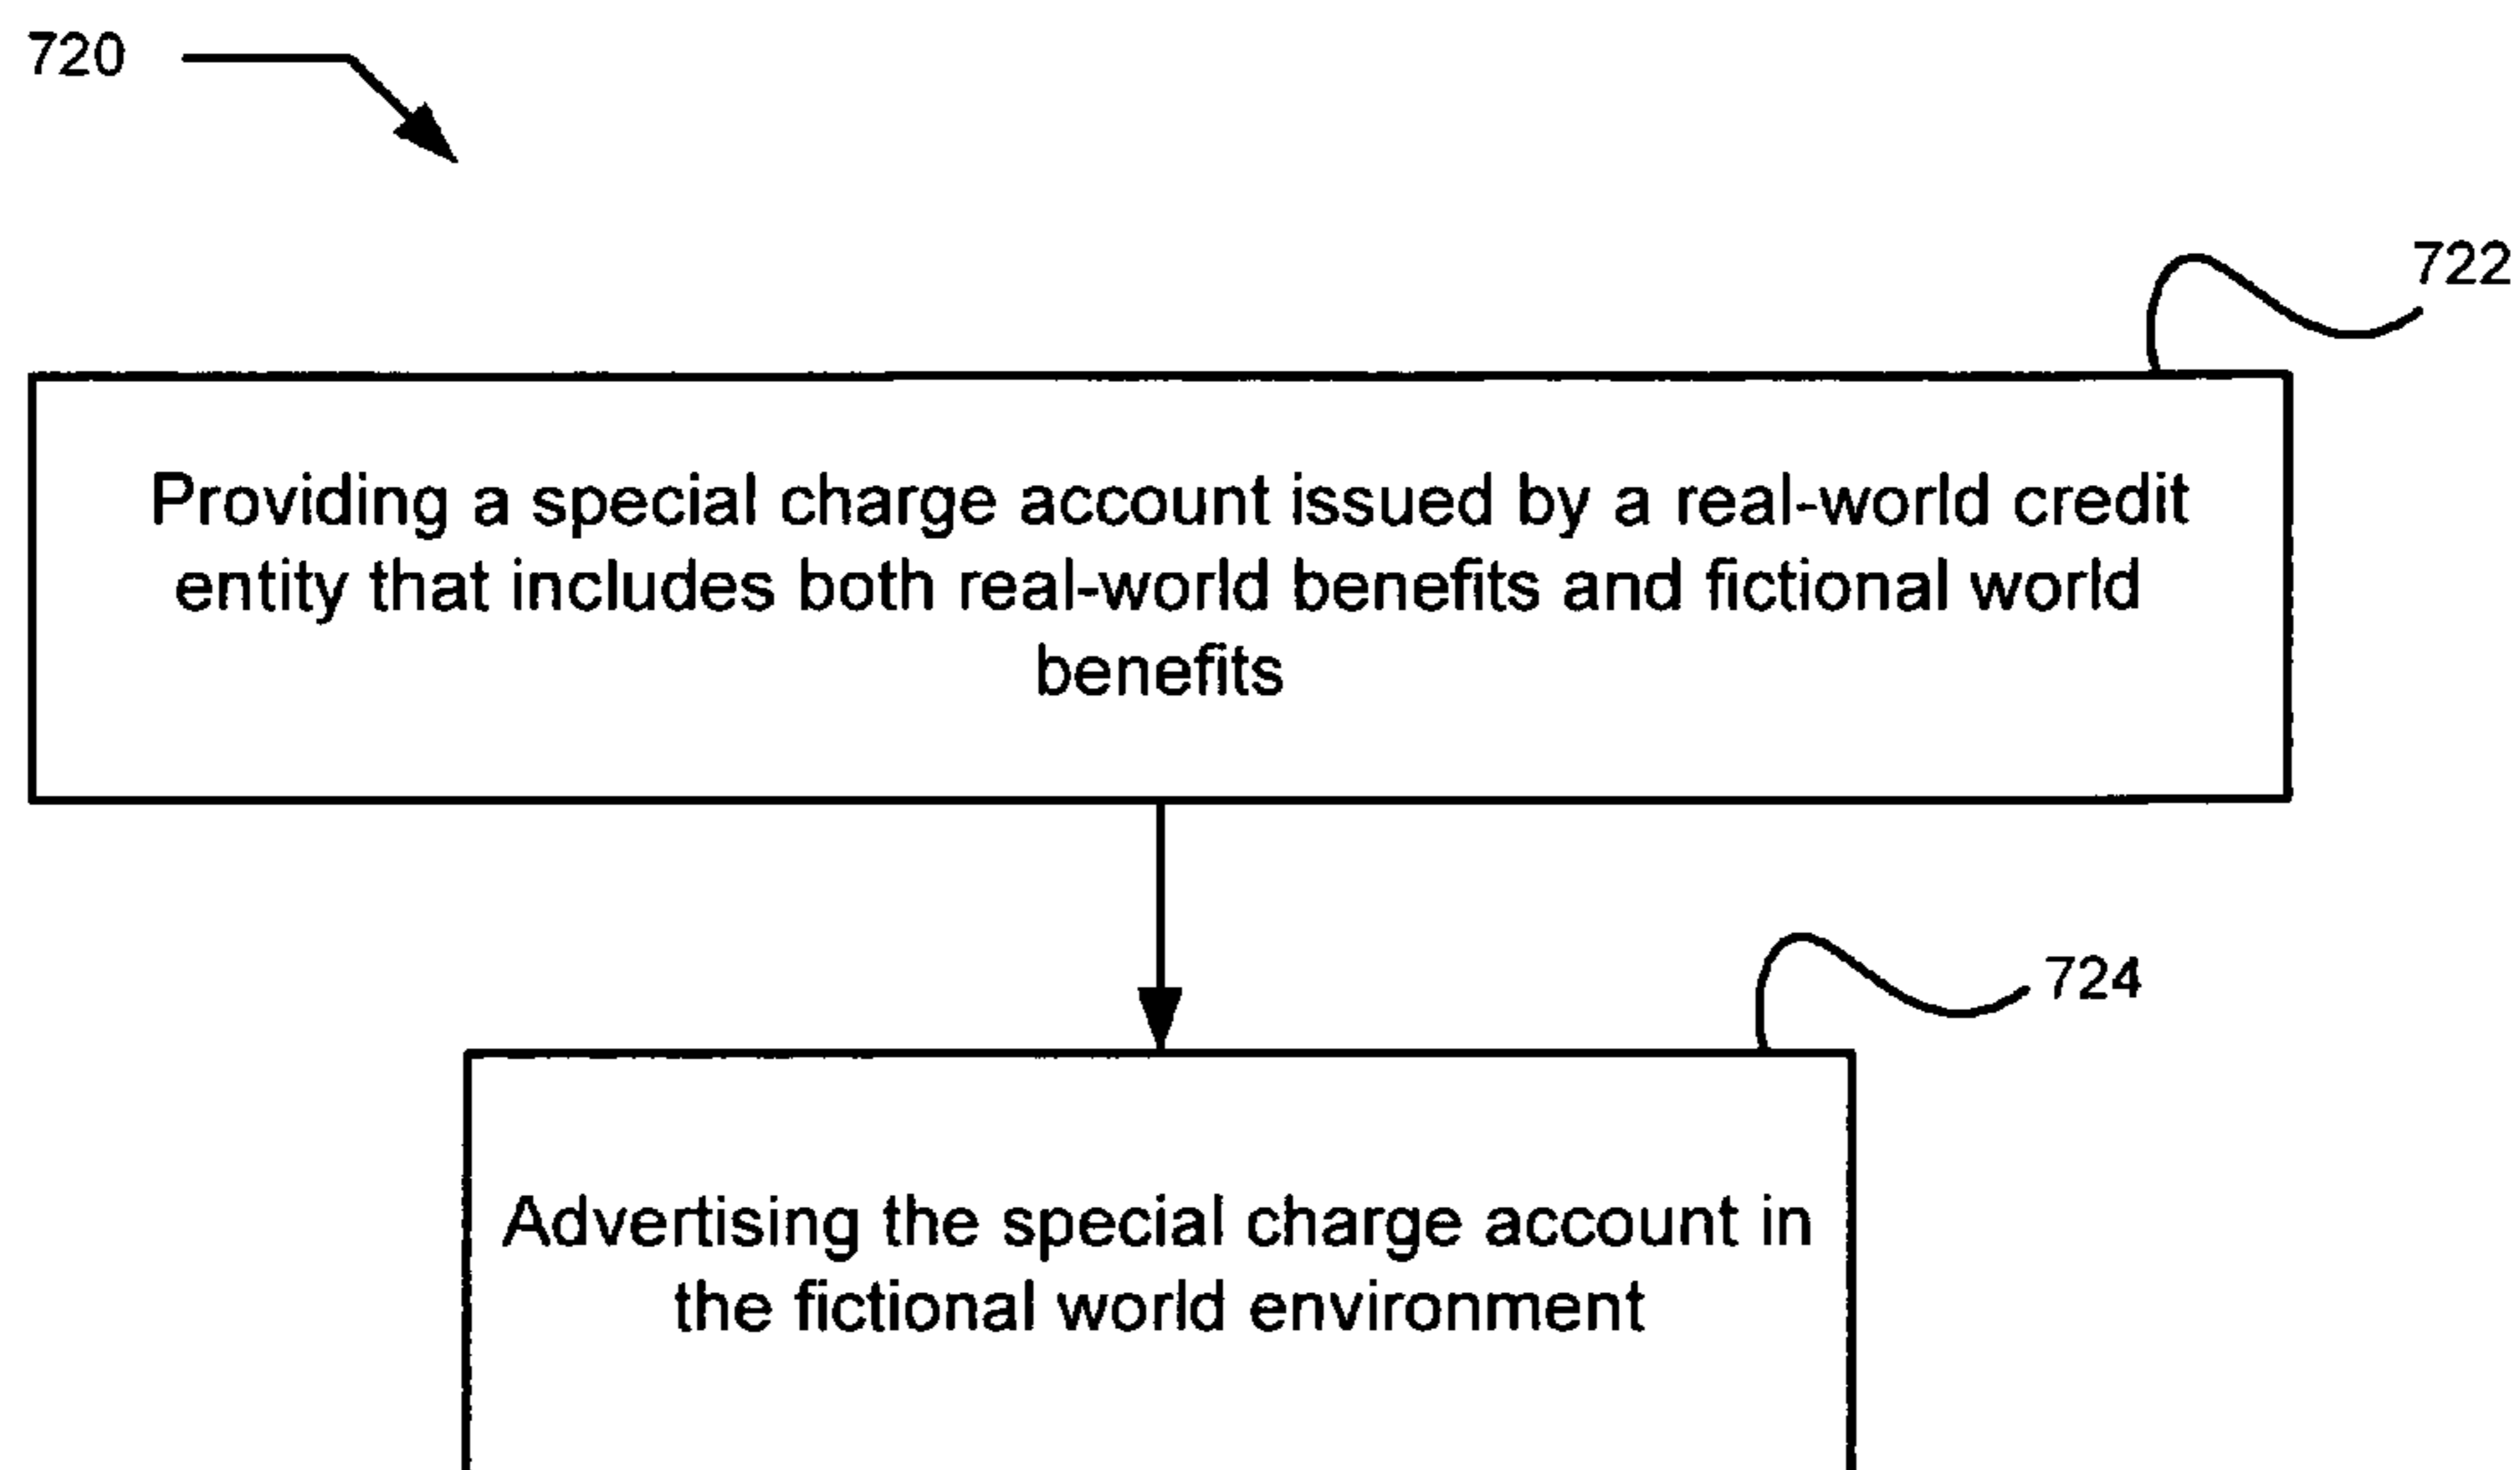 720
722
Providing a special charge account issued by a real-world credit
entity that includes both real-world benefits and fictional world
benefits
724
Advertising the special charge account in
the fictional world environment